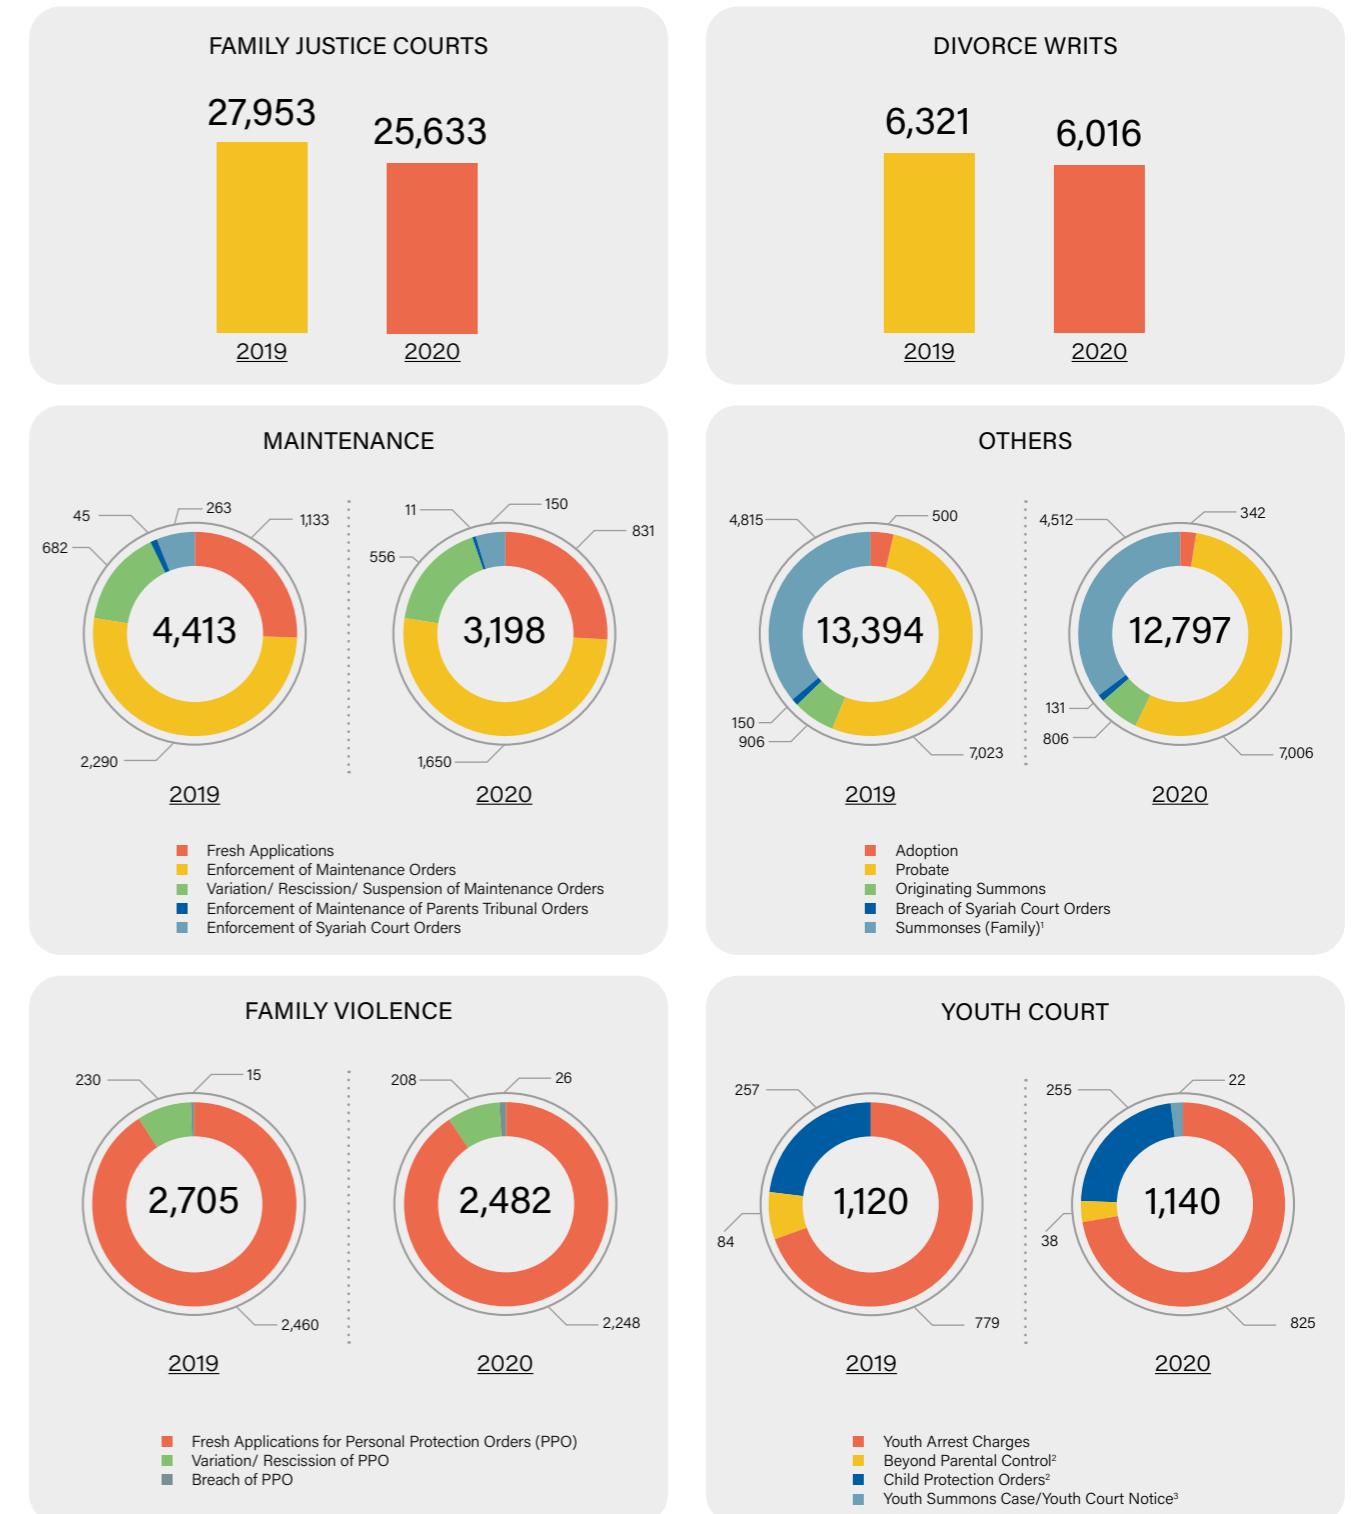 FAMILY JUSTICE COURTS
27,953
25,633
2019
2020
DIVORCE WRITS
6,321
6,016
2019
2020
MAINTENANCE
45
263
1,133
682
4,413
2,290
2019
11
150
831
556
3,198
1,650
2020
Fresh Applications
Enforcement of Maintenance Orders
Variation/ Rescission/ Suspension of Maintenance Orders
Enforcement of Maintenance of Parents Tribunal Orders
Enforcement of Syariah Court Orders
OTHERS
4,815
500
13,394
150
906
7,023
2019
4,512
342
12,797
131
806
7,006
2020
Adoption
Probate
Originating Summons
Breach of Syariah Court Orders
Summonses (Family)¹
FAMILY VIOLENCE
230
15
2,705
2,460
2019
208
26
2,482
2,248
2020
Fresh Applications for Personal Protection Orders (PPO)
Variation/ Rescission of PPO
Breach of PPO
YOUTH COURT
257
1,120
84
779
2019
255
22
1,140
38
825
2020
Youth Arrest Charges
Beyond Parental Control²
Child Protection Orders²
Youth Summons Case/Youth Court Notice³